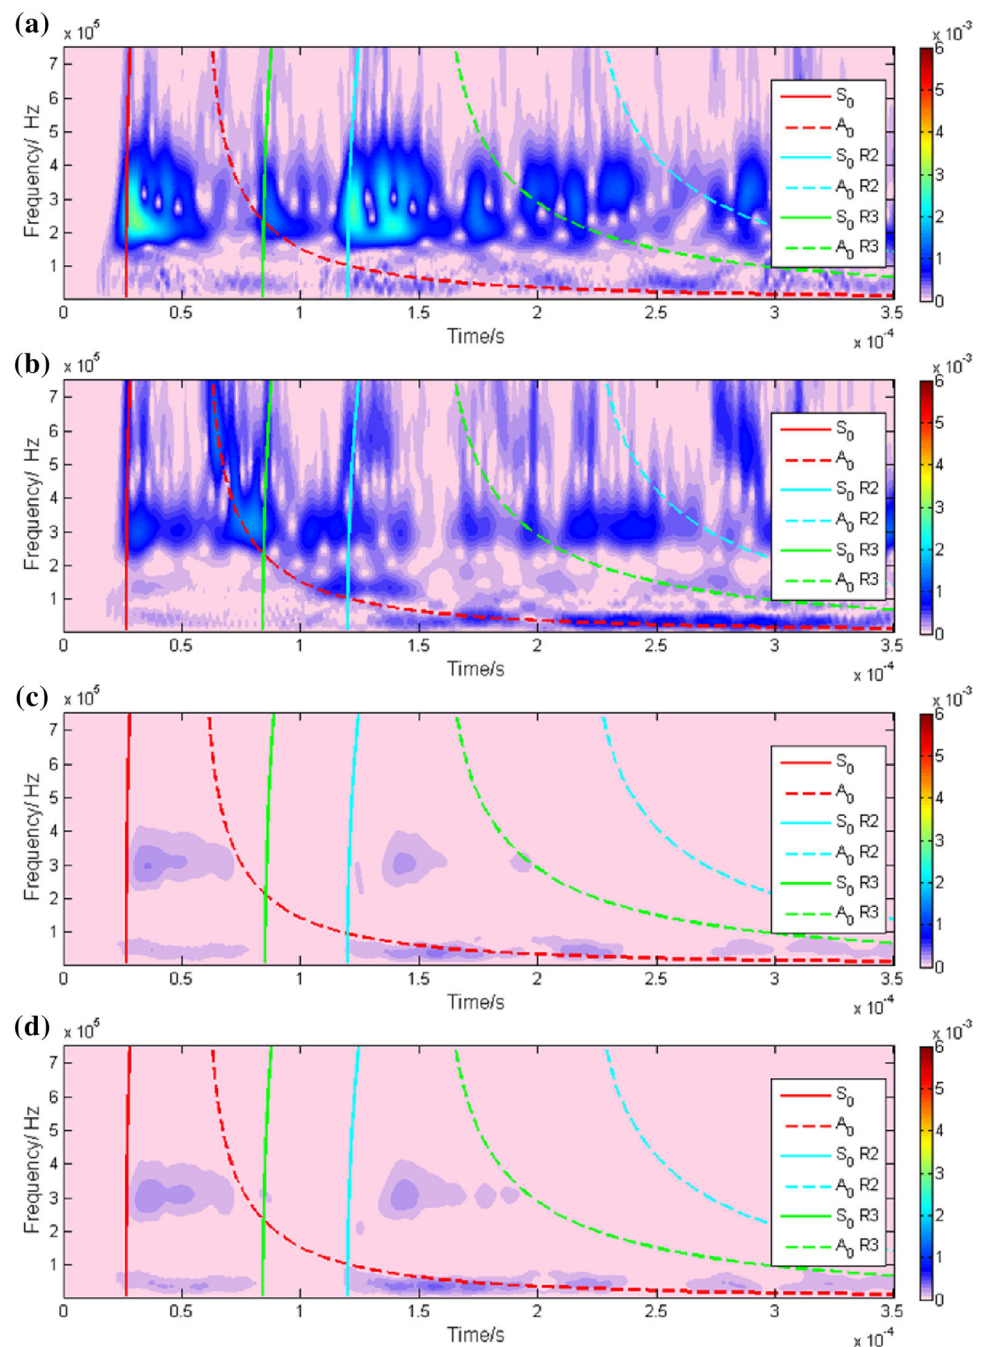 (a)
x 10⁵
7
6
5
4
3
2
1
Frequency/ Hz
0 0.5 1 1.5 2 2.5 3 3.5
Time/s
x 10⁻⁴
S₀
A₀
S₀ R2
A₀ R2
S₀ R3
A₀ R3
x 10⁻³
6
5
4
3
2
1
0
(b)
x 10⁵
7
6
5
4
3
2
1
Frequency/ Hz
0 0.5 1 1.5 2 2.5 3 3.5
Time/s
x 10⁻⁴
S₀
A₀
S₀ R2
A₀ R2
S₀ R3
A₀ R3
x 10⁻³
6
5
4
3
2
1
0
(c)
x 10⁵
7
6
5
4
3
2
1
Frequency/ Hz
0 0.5 1 1.5 2 2.5 3 3.5
Time/s
x 10⁻⁴
S₀
A₀
S₀ R2
A₀ R2
S₀ R3
A₀ R3
x 10⁻³
6
5
4
3
2
1
0
(d)
x 10⁵
7
6
5
4
3
2
1
Frequency/ Hz
0 0.5 1 1.5 2 2.5 3 3.5
Time/s
x 10⁻⁴
S₀
A₀
S₀ R2
A₀ R2
S₀ R3
A₀ R3
x 10⁻³
6
5
4
3
2
1
0